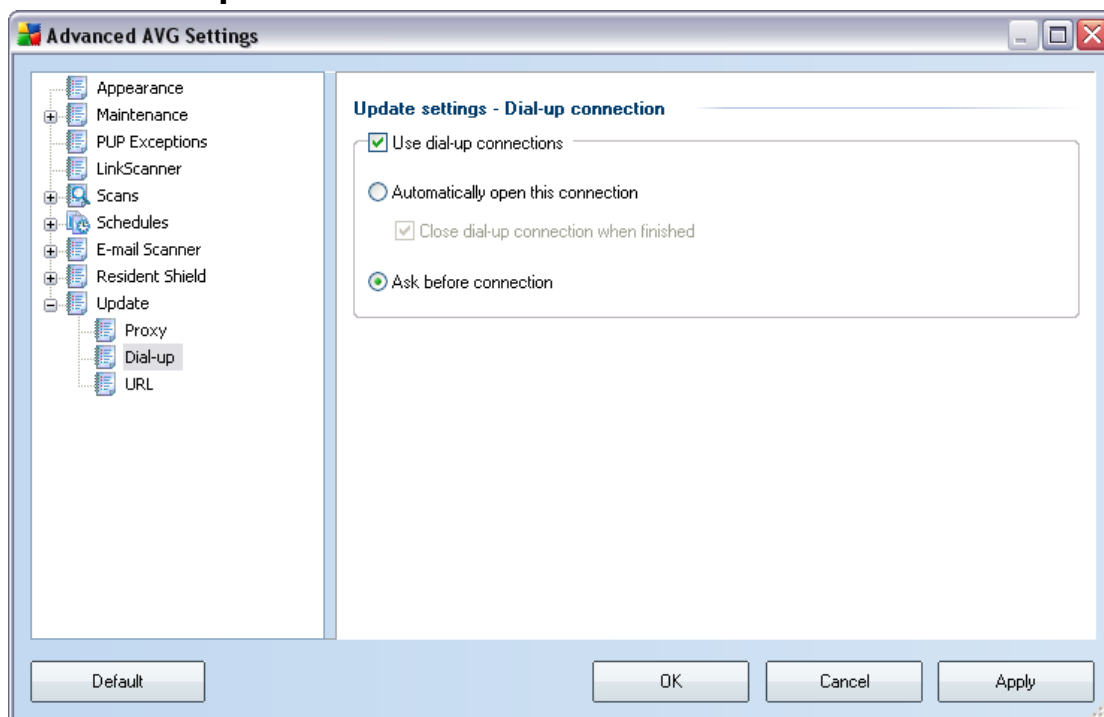 Advanced AVG Settings
Appearance
Maintenance
PUP Exceptions
LinkScanner
Scans
Schedules
E-mail Scanner
Resident Shield
Update
Proxy
Dial-up
URL
Update settings - Dial-up connection
Use dial-up connections
Automatically open this connection
Close dial-up connection when finished
Ask before connection
Default
OK
Cancel
Apply